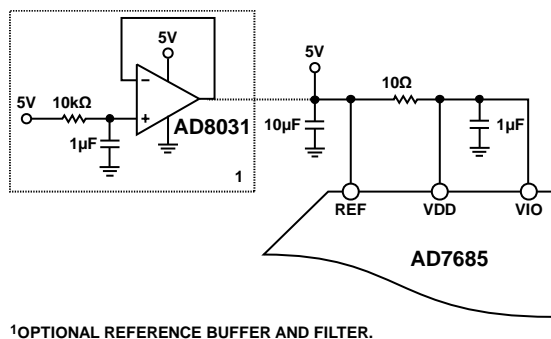 5V
5V
5V
10kΩ
10Ω
−
+
AD8031
1µF
10µF
1µF
1
REF
VDD
VIO
AD7685
1OPTIONAL REFERENCE BUFFER AND FILTER.